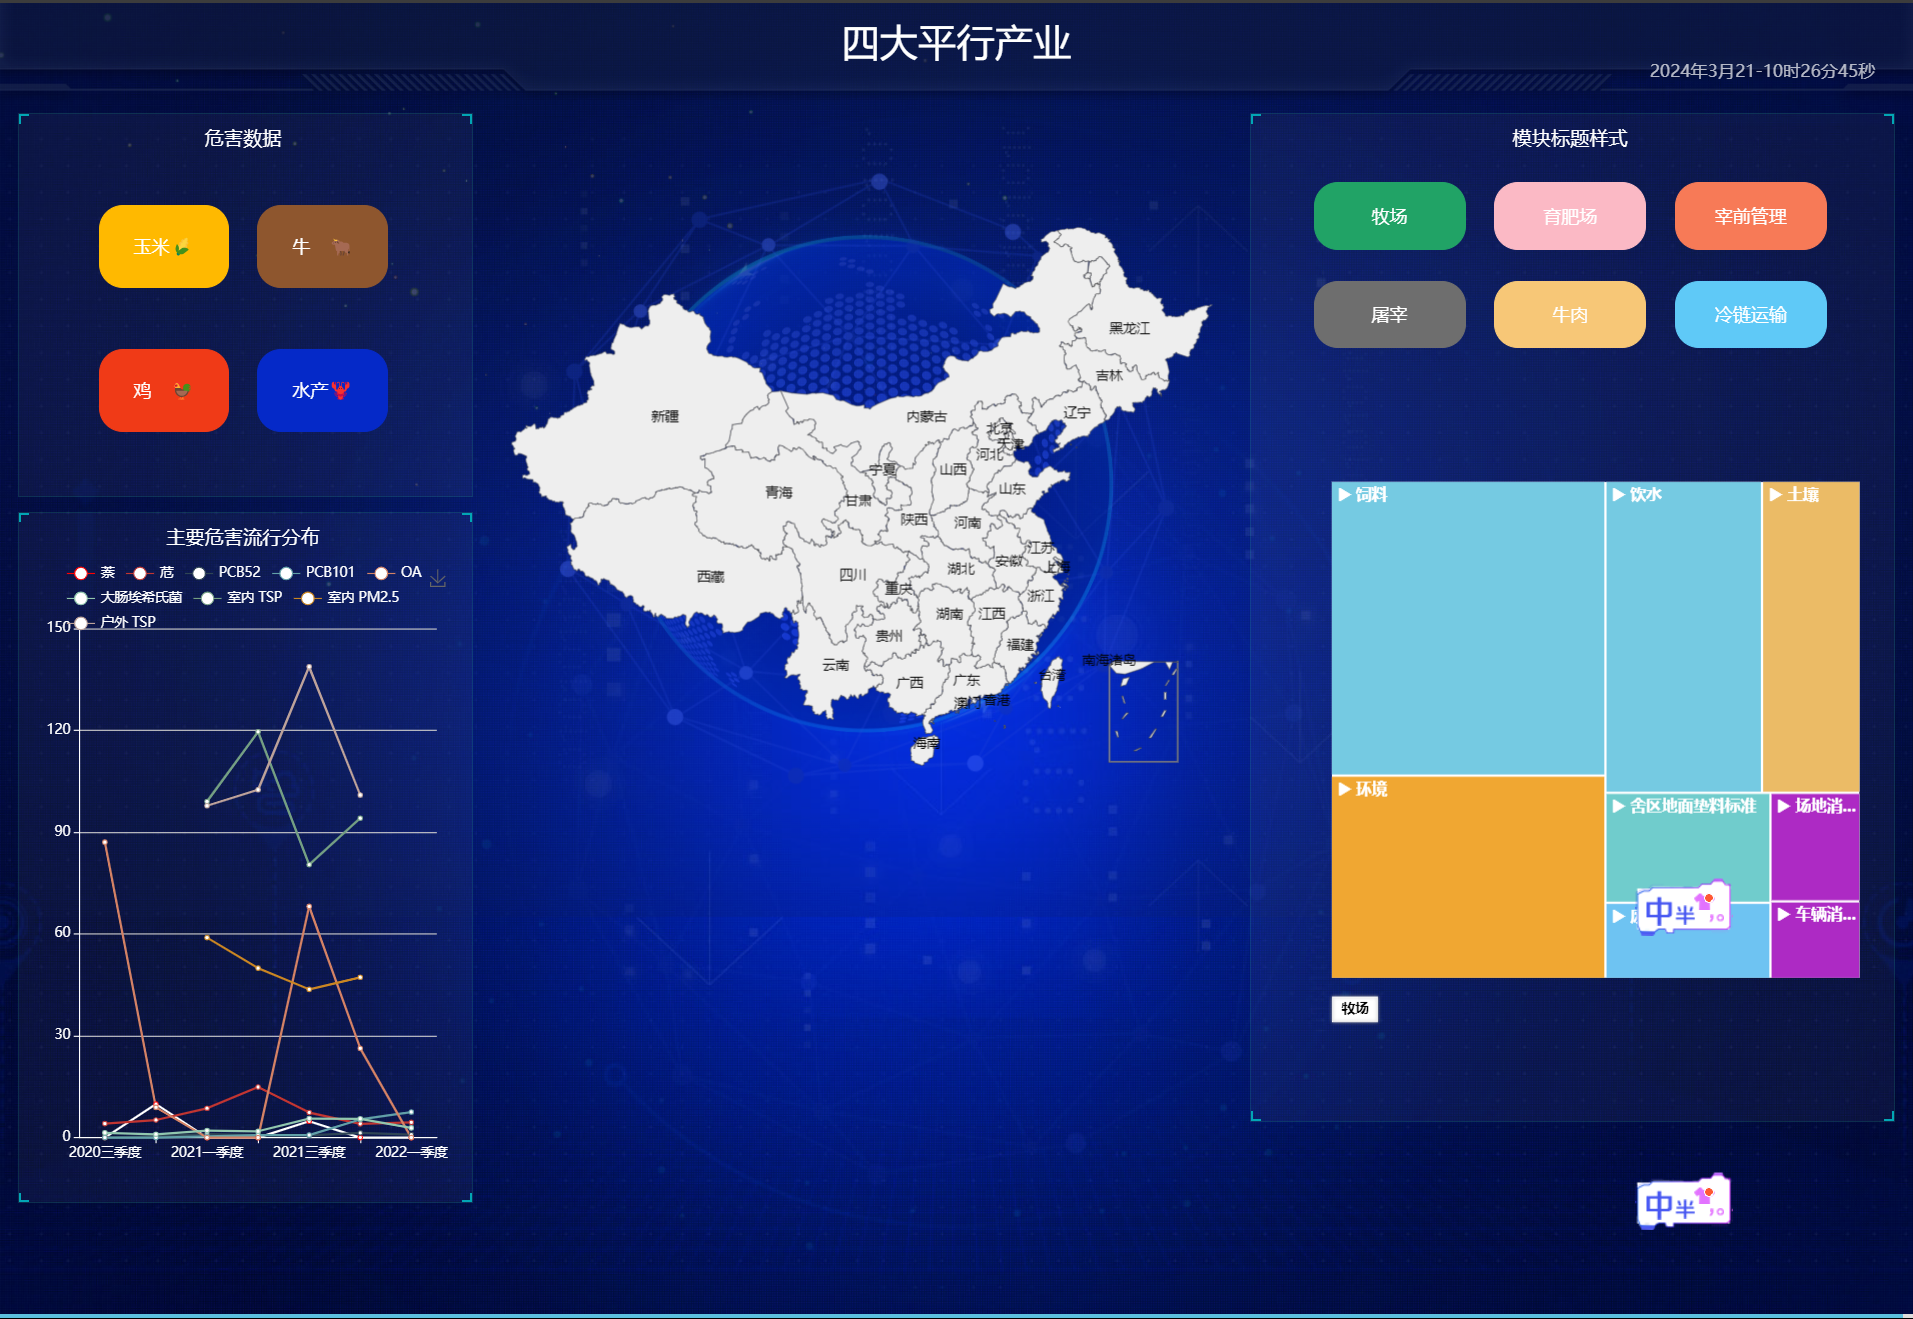 四大平行产业
2024年3月21-10时26分45秒
危害数据
玉米
牛
鸡
水产
主要危害流行分布
萘 苊 PCB52 PCB101 OA
大肠埃希氏菌 室内 TSP 室内 PM2.5
户外 TSP
150
120
90
60
30
0
2020三季度 2021一季度 2021三季度 2022一季度
黑龙江
吉林
辽宁
新疆
内蒙古
北京
天津
河北
宁夏
山西
青海
甘肃
山东
陕西
河南
江苏
安徽
上海
西藏
四川
湖北
重庆
浙江
湖南
江西
贵州
福建
云南
南海诸岛
台湾
广西
广东
澳门
香港
海南
模块标题样式
牧场 育肥场 宰前管理
屠宰 牛肉 冷链运输
饲料
饮水
土壤
环境
舍区地面垫料标准
场地消...
车辆消...
中半
牧场
中半